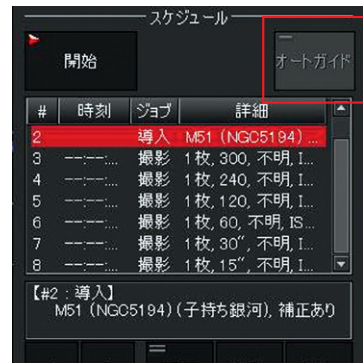 スケジュール
開始 オートガイド
# 時刻 ジョブ 詳細
2 導入 M51 (NGC5194) ...
3 --:--:... 撮影 1枚, 300, 不明, I...
4 --:--:... 撮影 1枚, 240, 不明, I...
5 --:--:... 撮影 1枚, 120, 不明, I...
6 --:--:... 撮影 1枚, 60, 不明, IS...
7 --:--:... 撮影 1枚, 30“, 不明, I...
8 --:--:... 撮影 1枚, 15“, 不明, I...
【#2 : 導入】
M51 (NGC5194) (子持ち銀河), 補正あり